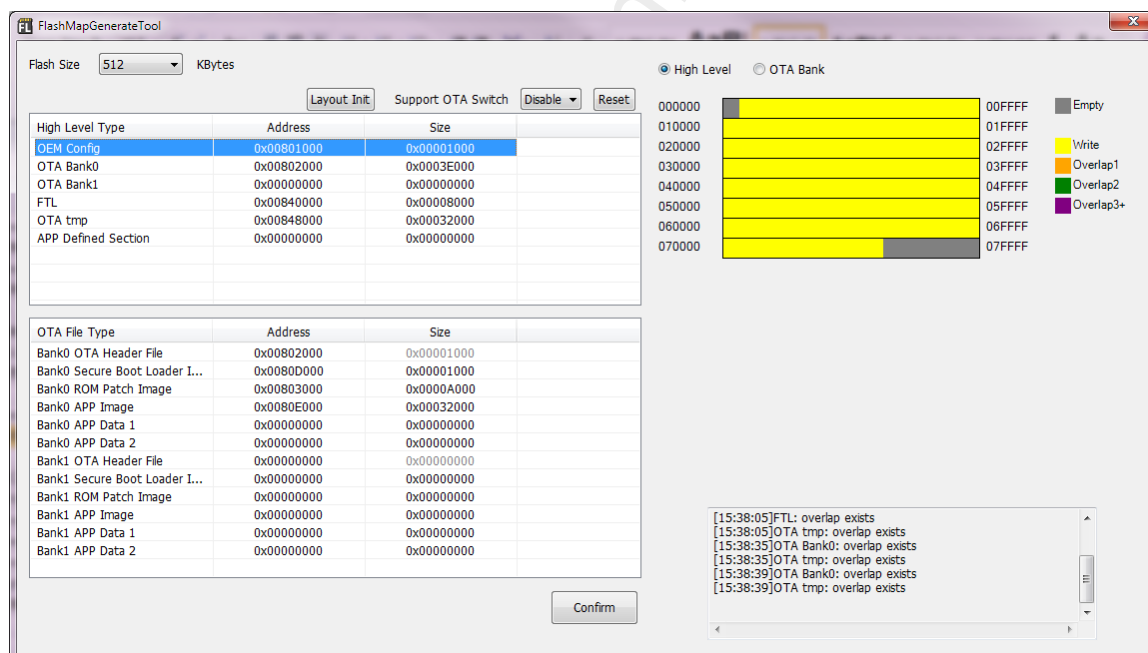 FL FlashMapGenerateTool
Flash Size 512 KBytes
Layout Init Support OTA Switch Disable Reset
High Level Type Address Size
OEM Config 0x00801000 0x00001000
OTA Bank0 0x00802000 0x0003E000
OTA Bank1 0x00000000 0x00000000
FTL 0x00840000 0x00008000
OTA tmp 0x00848000 0x00032000
APP Defined Section 0x00000000 0x00000000
OTA File Type Address Size
Bank0 OTA Header File 0x00802000 0x00001000
Bank0 Secure Boot Loader I... 0x0080D000 0x00001000
Bank0 ROM Patch Image 0x00803000 0x0000A000
Bank0 APP Image 0x0080E000 0x00032000
Bank0 APP Data 1 0x00000000 0x00000000
Bank0 APP Data 2 0x00000000 0x00000000
Bank1 OTA Header File 0x00000000 0x00000000
Bank1 Secure Boot Loader I... 0x00000000 0x00000000
Bank1 ROM Patch Image 0x00000000 0x00000000
Bank1 APP Image 0x00000000 0x00000000
Bank1 APP Data 1 0x00000000 0x00000000
Bank1 APP Data 2 0x00000000 0x00000000
Confirm
High Level OTA Bank
000000 00FFFF Empty
010000 01FFFF
020000 02FFFF Write
030000 03FFFF Overlap1
040000 04FFFF Overlap2
050000 05FFFF Overlap3+
060000 06FFFF
070000 07FFFF
[15:38:05]FTL: overlap exists
[15:38:05]OTA tmp: overlap exists
[15:38:35]OTA Bank0: overlap exists
[15:38:35]OTA tmp: overlap exists
[15:38:39]OTA Bank0: overlap exists
[15:38:39]OTA tmp: overlap exists